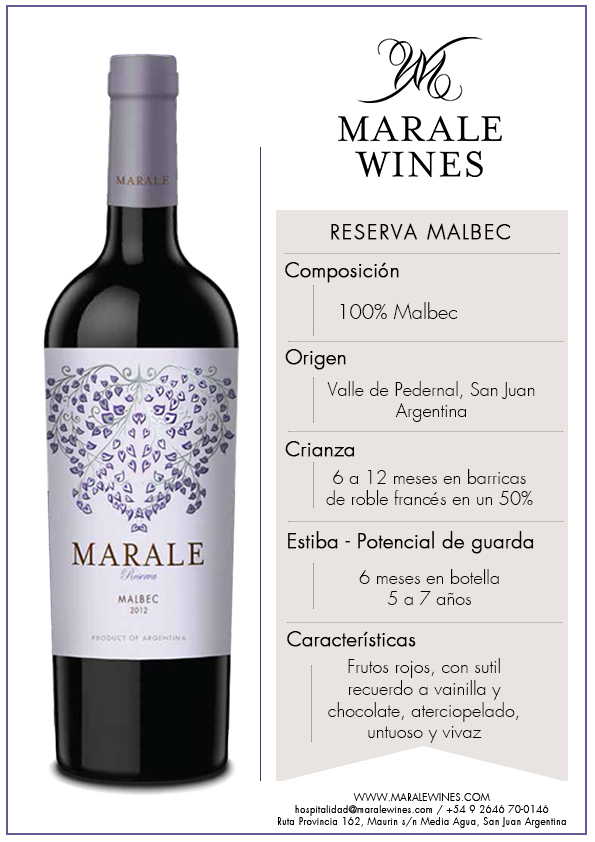 MARALE
MARALE
Reserva
MALBEC
2012
PRODUCT OF ARGENTINA
M
MARALE
WINES
RESERVA MALBEC
Composición
100% Malbec
Origen
Valle de Pedernal, San Juan
Argentina
Crianza
6 a 12 meses en barricas
de roble francés en un 50%
Estiba - Potencial de guarda
6 meses en botella
5 a 7 años
Características
Frutos rojos, con sutil
recuerdo a vainilla y
chocolate, aterciopelado,
untuoso y vivaz
WWW.MARALEWINES.COM
hospitalidad@maralewines.com / +54 9 2646 70-0146
Ruta Provincia 162, Maurin s/n Media Agua, San Juan Argentina